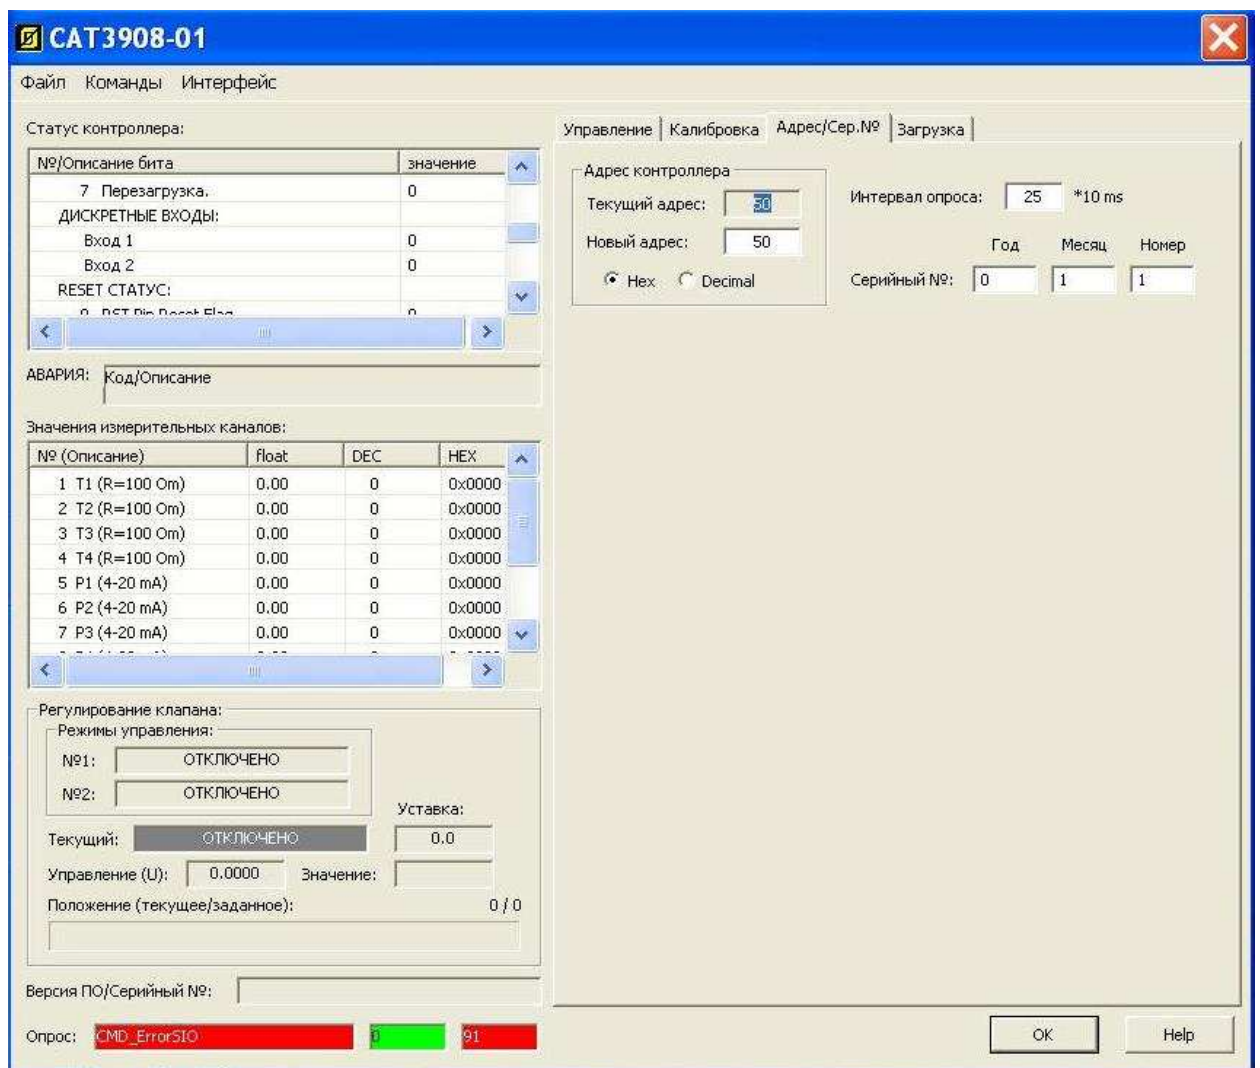 CAT3908-01
Файл Команды Интерфейс
Статус контроллера:
№/Описание бита значение
7 Перезагрузка. 0
ДИСКРЕТНЫЕ ВХОДЫ:
Вход 1 0
Вход 2 0
RESET СТАТУС:
0 RST Pin Reset Flag 0
АВАРИЯ: Код/Описание
Значения измерительных каналов:
№ (Описание) float DEC HEX
1 T1 (R=100 Om) 0.00 0 0x0000
2 T2 (R=100 Om) 0.00 0 0x0000
3 T3 (R=100 Om) 0.00 0 0x0000
4 T4 (R=100 Om) 0.00 0 0x0000
5 P1 (4-20 mA) 0.00 0 0x0000
6 P2 (4-20 mA) 0.00 0 0x0000
7 P3 (4-20 mA) 0.00 0 0x0000
Регулирование клапана:
Режимы управления:
№1: ОТКЛЮЧЕНО
№2: ОТКЛЮЧЕНО
Уставка:
Текущий: ОТКЛЮЧЕНО 0.0
Управление (U): 0.0000 Значение:
Положение (текущее/заданное): 0 / 0
Версия ПО/Серийный №:
Опрос: CMD_ErrorSIO 0 91
Управление Калибровка Адрес/Сер.№ Загрузка
Адрес контроллера
Текущий адрес: 50
Новый адрес: 50
Hex Decimal
Интервал опроса: 25 *10 ms
Год Месяц Номер
Серийный №: 0 1 1
OK Help